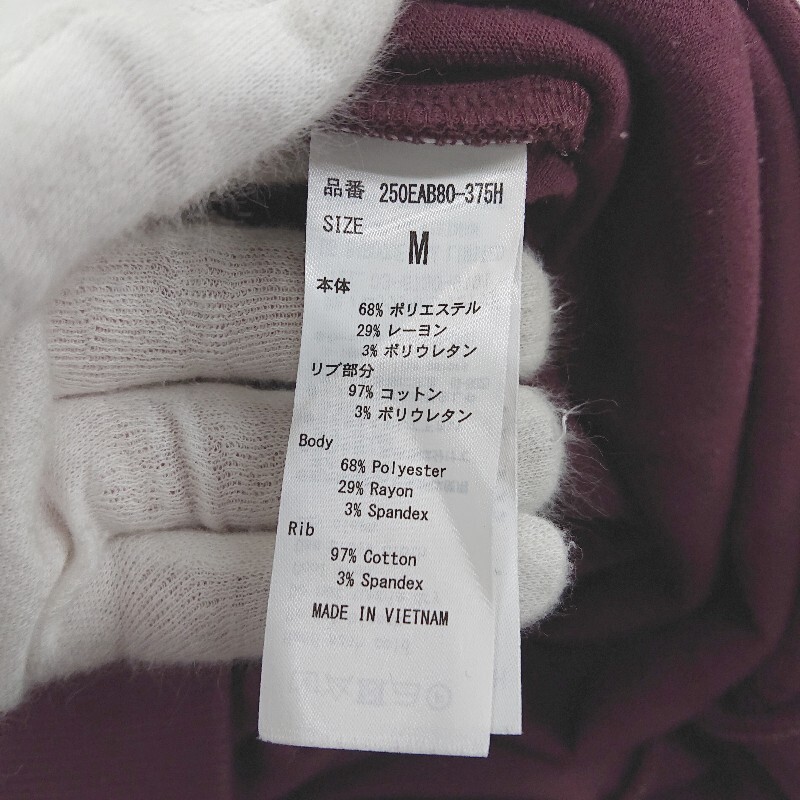 品番 250EAB80-375H
SIZE
M
本体
68% ポリエステル
29% レーヨン
3% ポリウレタン
リブ部分
97% コットン
3% ポリウレタン
Body
68% Polyester
29% Rayon
3% Spandex
Rib
97% Cotton
3% Spandex
MADE IN VIETNAM